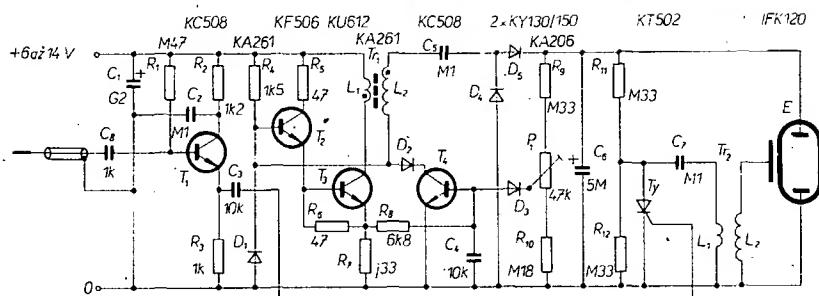 KC508 KF506 KU612 KC508 2×KY130/150 KT502 IFK120
KA261 KA261 KA206
+6až14V M47 R4 R5 Tr1 C5 D5 R9 R11
R1 R2 1k5 47 M1 D4 M33 M33 E
C1 + C2 1k2 L1 L2
G2 M1 T2 P1 + C6 C7 Tr2
C8 T1 C3 D2 T4 5M M1
1k 10k T3 D3 47k Ty
R6 R8 L1 L2
R3 D1 47 6k8 C4 R10 R12
1k R7 j33 10k M18 M33
0